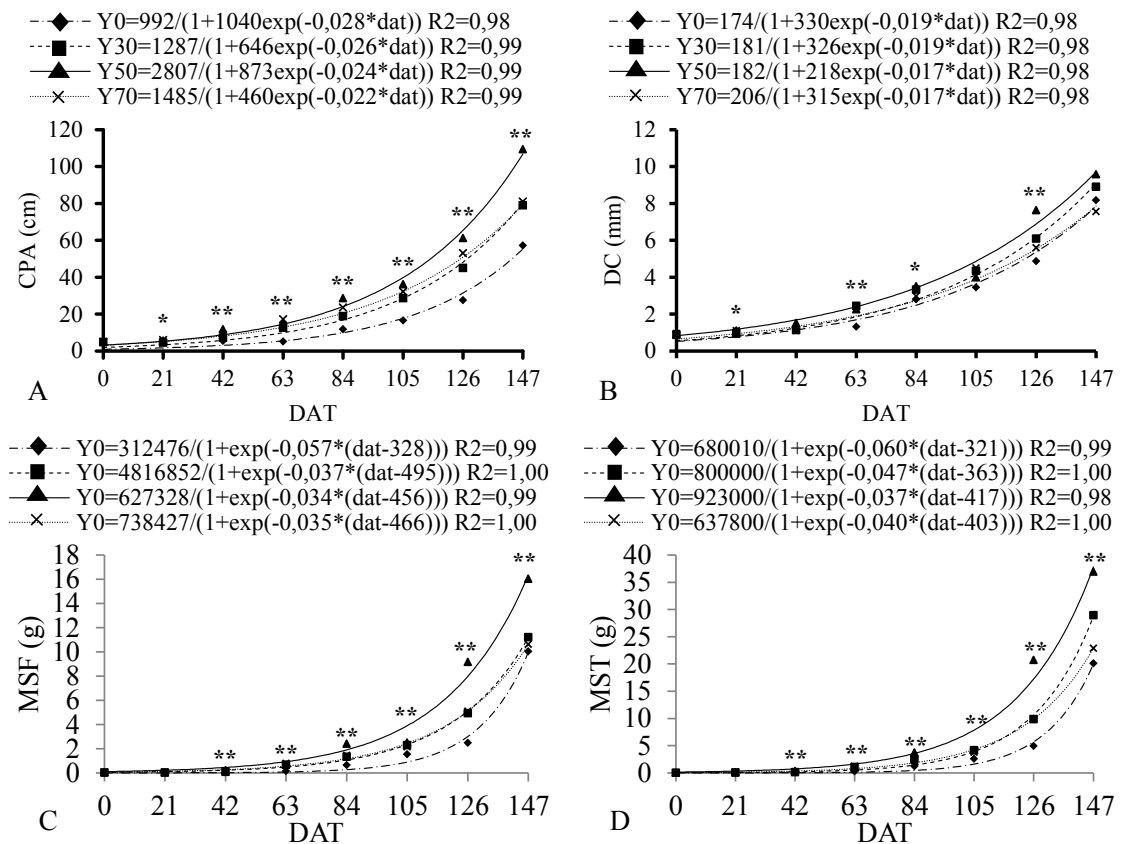 Y0=992/(1+1040exp(-0,028*dat)) R2=0,98
Y30=1287/(1+646exp(-0,026*dat)) R2=0,99
Y50=2807/(1+873exp(-0,024*dat)) R2=0,99
Y70=1485/(1+460exp(-0,022*dat)) R2=0,99
120
100
80
60
40
20
0
CPA (cm)
* ** ** ** ** ** **
0 21 42 63 84 105 126 147
A
DAT
Y0=174/(1+330exp(-0,019*dat)) R2=0,98
Y30=181/(1+326exp(-0,019*dat)) R2=0,98
Y50=182/(1+218exp(-0,017*dat)) R2=0,98
Y70=206/(1+315exp(-0,017*dat)) R2=0,98
12
10
8
6
4
2
0
DC (mm)
* ** * **
0 21 42 63 84 105 126 147
B
DAT
Y0=312476/(1+exp(-0,057*(dat-328))) R2=0,99
Y0=4816852/(1+exp(-0,037*(dat-495))) R2=1,00
Y0=627328/(1+exp(-0,034*(dat-456))) R2=0,99
Y0=738427/(1+exp(-0,035*(dat-466))) R2=1,00
18
16
14
12
10
8
6
4
2
0
MSF (g)
** ** ** ** ** **
0 21 42 63 84 105 126 147
C
DAT
Y0=680010/(1+exp(-0,060*(dat-321))) R2=0,99
Y0=800000/(1+exp(-0,047*(dat-363))) R2=1,00
Y0=923000/(1+exp(-0,037*(dat-417))) R2=0,98
Y0=637800/(1+exp(-0,040*(dat-403))) R2=1,00
40
35
30
25
20
15
10
5
0
MST (g)
** ** ** ** ** **
0 21 42 63 84 105 126 147
D
DAT